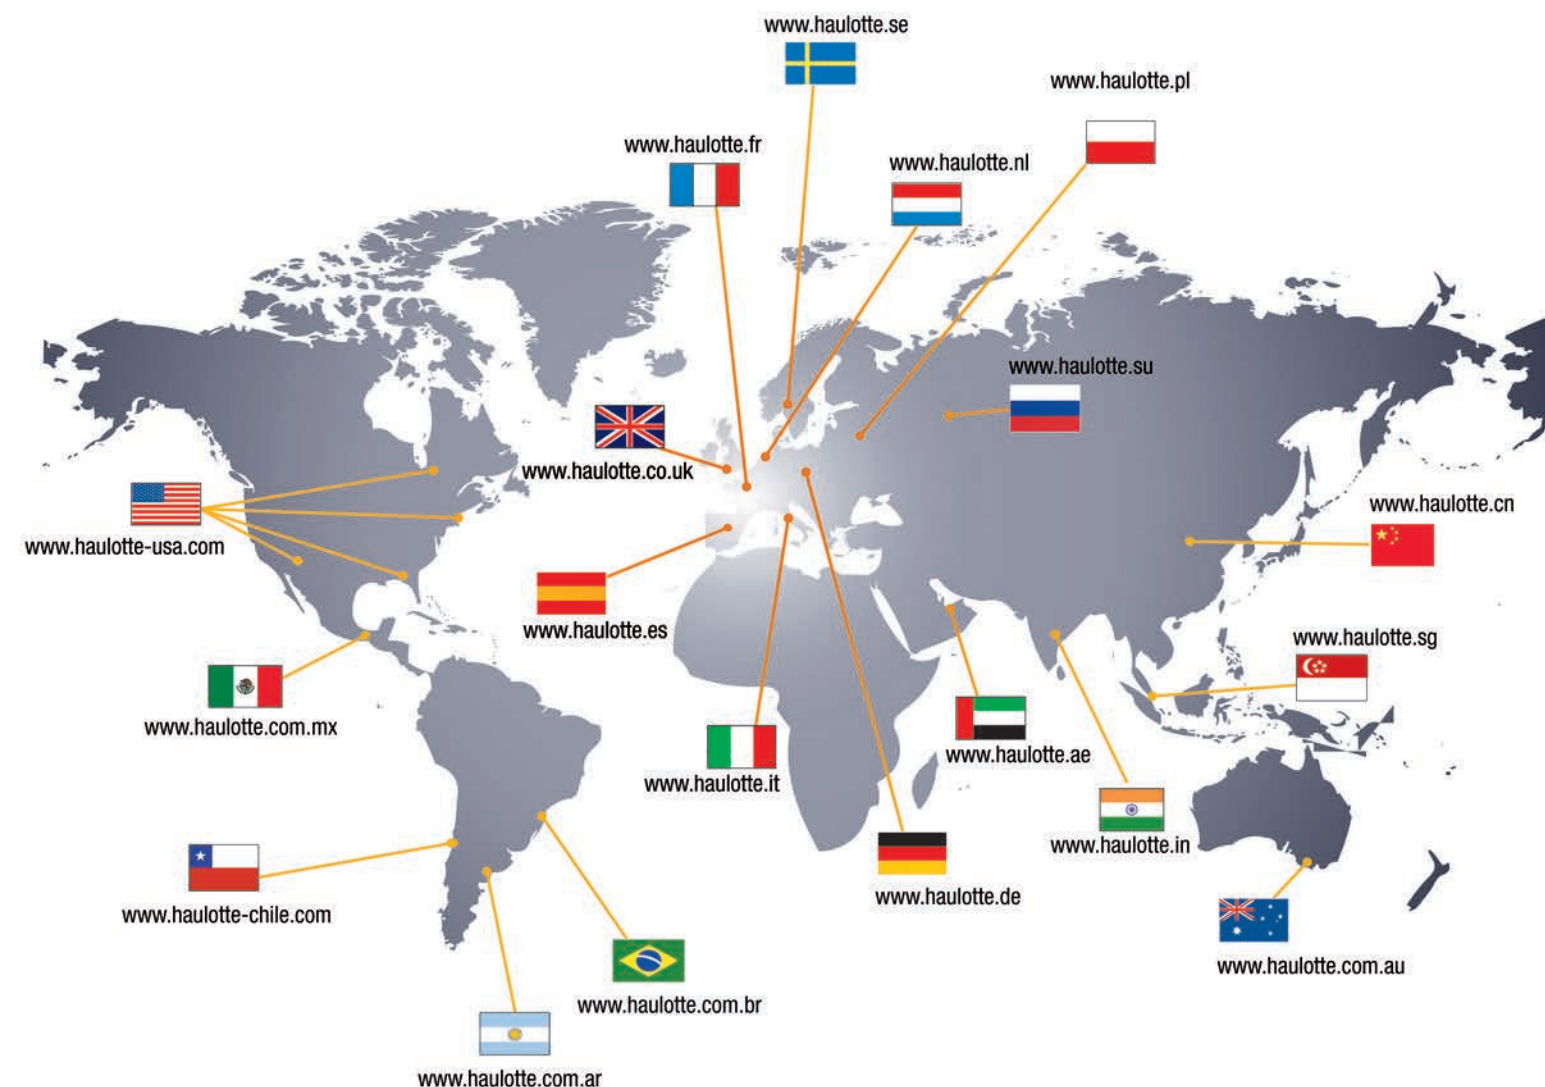 www.haulotte.se
www.haulotte.pl
www.haulotte.fr
www.haulotte.nl
www.haulotte.su
www.haulotte.co.uk
www.haulotte.cn
www.haulotte-usa.com
www.haulotte.es
www.haulotte.sg
www.haulotte.com.mx
www.haulotte.ae
www.haulotte.it
www.haulotte.in
www.haulotte.de
www.haulotte-chile.com
www.haulotte.com.au
www.haulotte.com.br
www.haulotte.com.ar